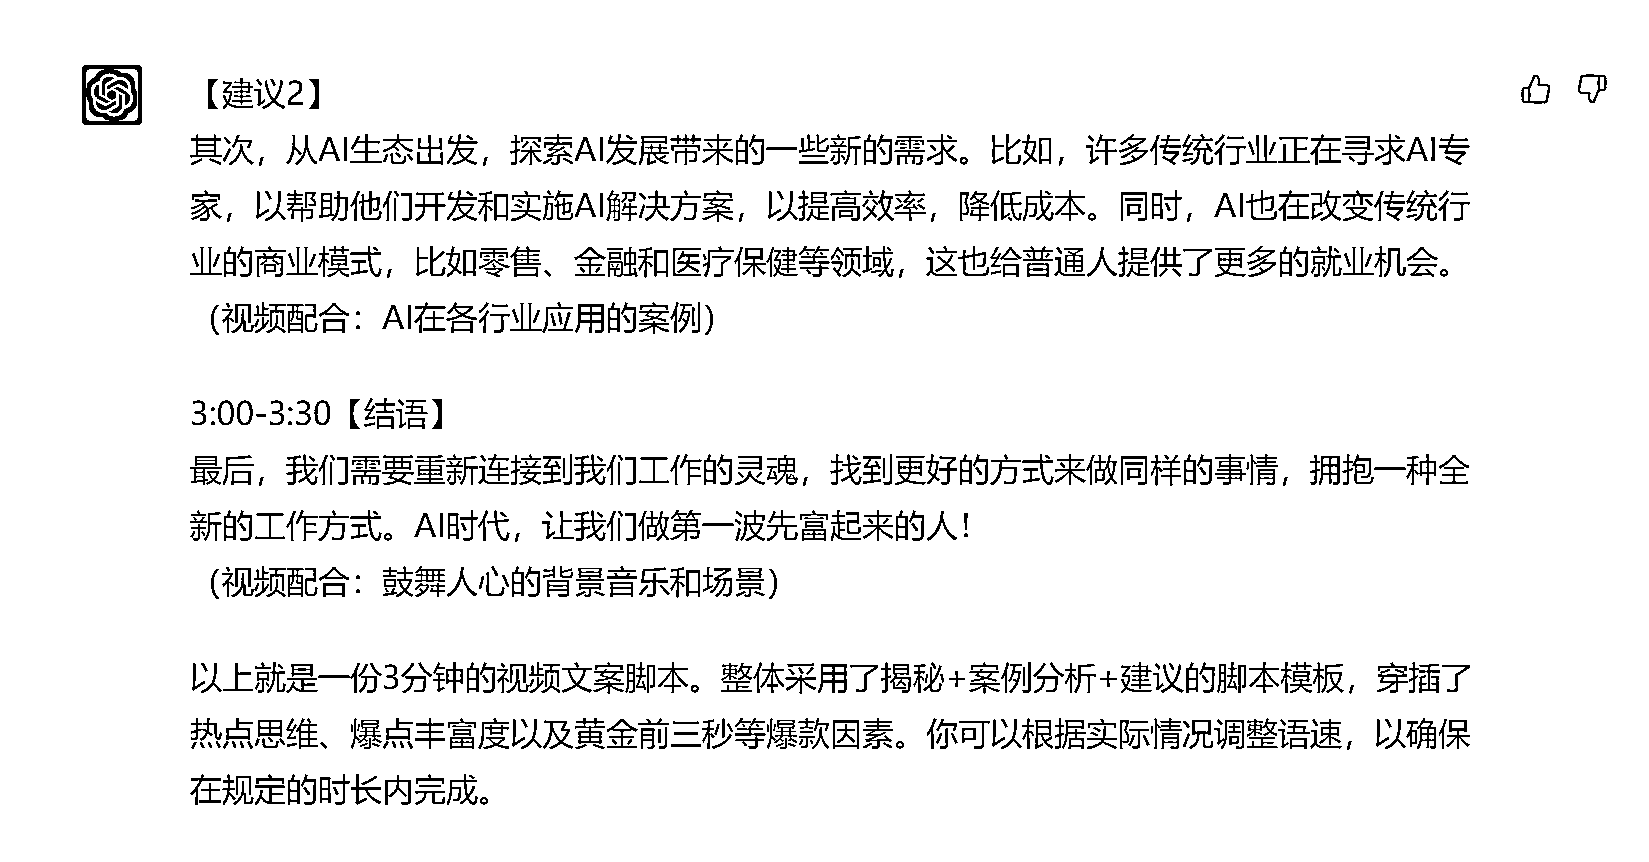 【建议2】
其次，从AI生态出发，探索AI发展带来的一些新的需求。比如，许多传统行业正在寻求AI专
家，以帮助他们开发和实施AI解决方案，以提高效率，降低成本。同时，AI也在改变传统行
业的商业模式，比如零售、金融和医疗保健等领域，这也给普通人提供了更多的就业机会。
（视频配合：AI在各行业应用的案例）
3:00-3:30【结语】
最后，我们需要重新连接到我们工作的灵魂，找到更好的方式来做同样的事情，拥抱一种全
新的工作方式。AI时代，让我们做第一波先富起来的人！
（视频配合：鼓舞人心的背景音乐和场景）
以上就是一份3分钟的视频文案脚本。整体采用了揭秘+案例分析+建议的脚本模板，穿插了
热点思维、爆点丰富度以及黄金前三秒等爆款因素。你可以根据实际情况调整语速，以确保
在规定的时长内完成。